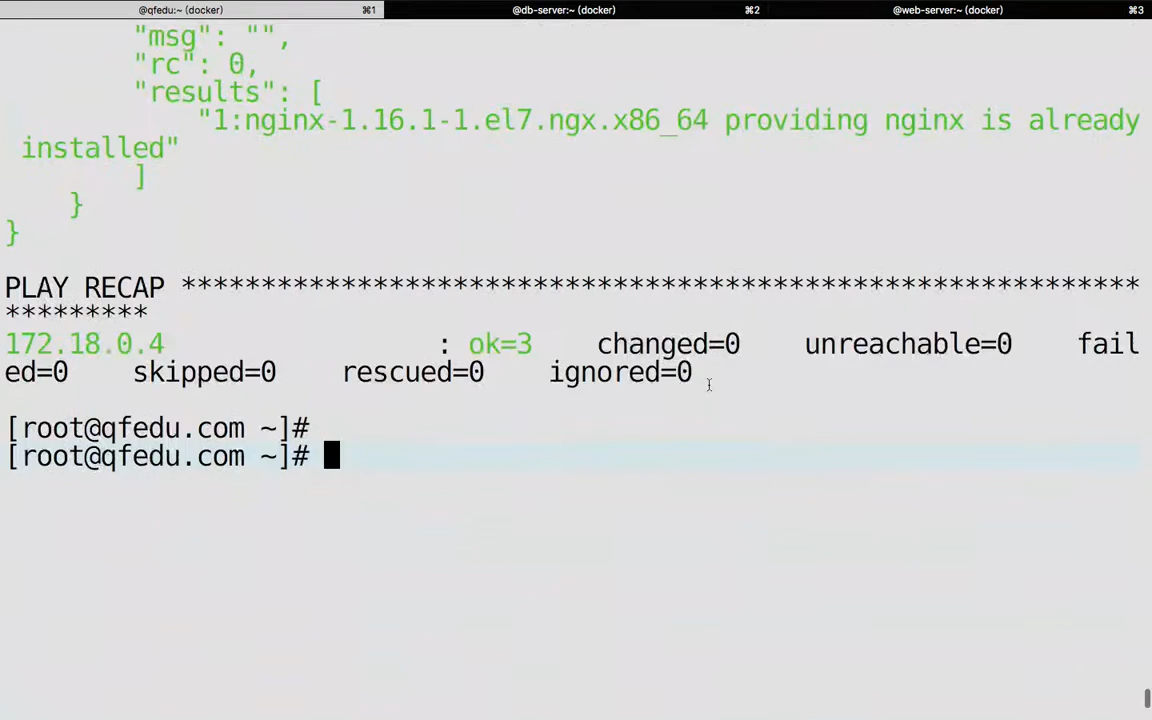 @qfedu:~ (docker) ⌘1 @db-server:~ (docker) ⌘2 @web-server:~ (docker) ⌘3
"msg": "",
"rc": 0,
"results": [
"1:nginx-1.16.1-1.el7.ngx.x86_64 providing nginx is already
installed"
]
}
}
PLAY RECAP *************************************************************
*********
172.18.0.4 : ok=3 changed=0 unreachable=0 fail
ed=0 skipped=0 rescued=0 ignored=0
[root@qfedu.com ~]#
[root@qfedu.com ~]#